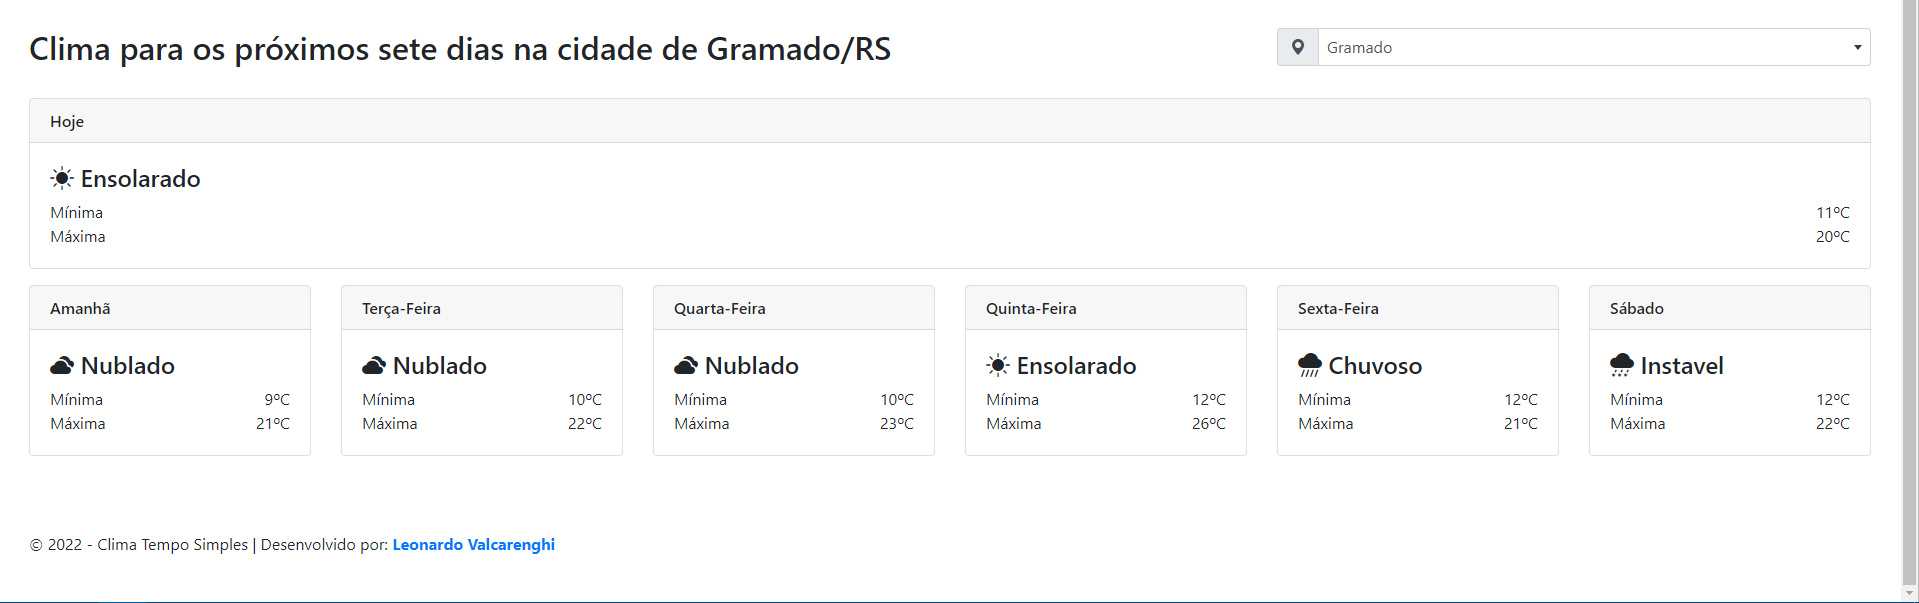 Clima para os próximos sete dias na cidade de Gramado/RS
Gramado
Hoje
Ensolarado
Mínima 11ºC
Máxima 20ºC
Amanhã
Nublado
Mínima 9ºC
Máxima 21ºC
Terça-Feira
Nublado
Mínima 10ºC
Máxima 22ºC
Quarta-Feira
Nublado
Mínima 10ºC
Máxima 23ºC
Quinta-Feira
Ensolarado
Mínima 12ºC
Máxima 26ºC
Sexta-Feira
Chuvoso
Mínima 12ºC
Máxima 21ºC
Sábado
Instavel
Mínima 12ºC
Máxima 22ºC
© 2022 - Clima Tempo Simples | Desenvolvido por: Leonardo Valcarenghi